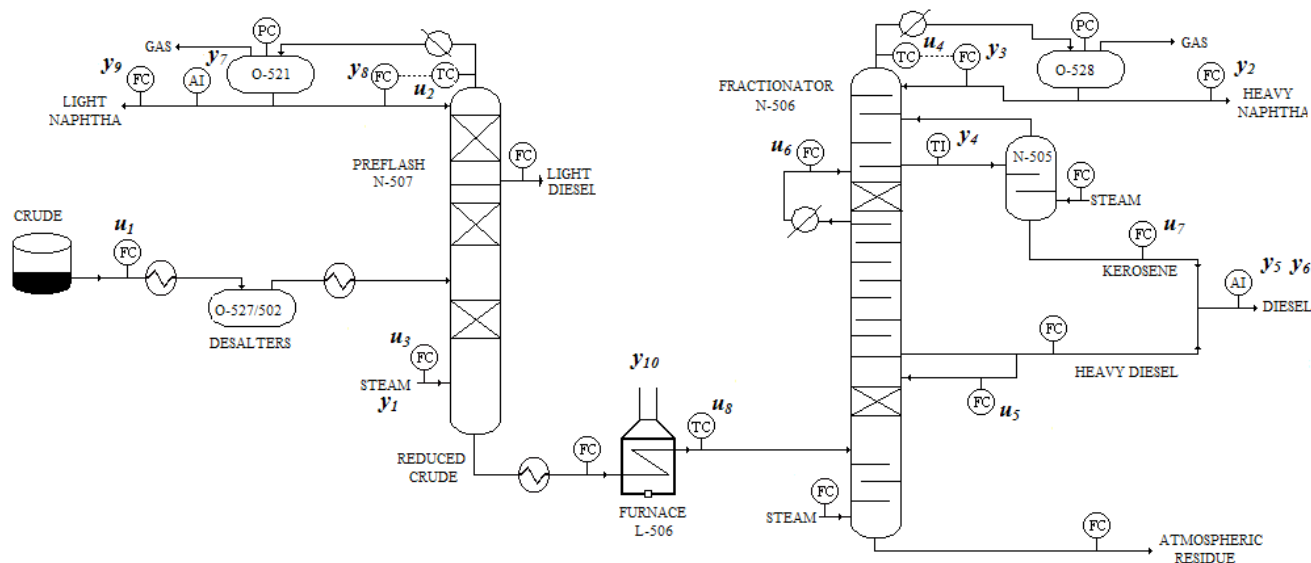 GAS
y7
PC
O-521
y9
FC
AI
y8
FC
TC
u2
LIGHT
NAPHTHA
PREFLASH
N-507
FC
LIGHT
DIESEL
CRUDE
u1
FC
O-527/502
DESALTERS
u3
FC
STEAM
y1
REDUCED
CRUDE
FC
y10
FURNACE
L-506
u8
TC
TC
u4
FC
y3
FRACTIONATOR
N-506
PC
O-528
GAS
FC
y2
HEAVY
NAPHTHA
u6
FC
TI
y4
N-505
FC
STEAM
FC
u7
KEROSENE
AI
y5 y6
DIESEL
FC
HEAVY DIESEL
FC
u5
FC
STEAM
FC
ATMOSPHERIC
RESIDUE